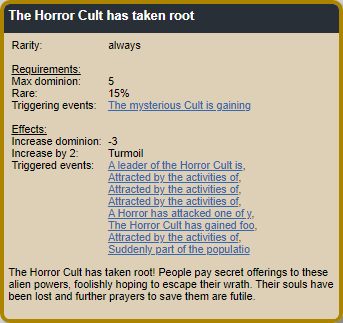 The Horror Cult has taken root
Rarity: always
Requirements:
Max dominion: 5
Rare: 15%
Triggering events: The mysterious Cult is gaining
Effects:
Increase dominion: -3
Increase by 2: Turmoil
Triggered events: A leader of the Horror Cult is,
Attracted by the activities of,
Attracted by the activities of,
Attracted by the activities of,
A Horror has attacked one of y,
The Horror Cult has gained foo,
Attracted by the activities of,
Suddenly part of the populatio
The Horror Cult has taken root! People pay secret offerings to these
alien powers, foolishly hoping to escape their wrath. Their souls have
been lost and further prayers to save them are futile.